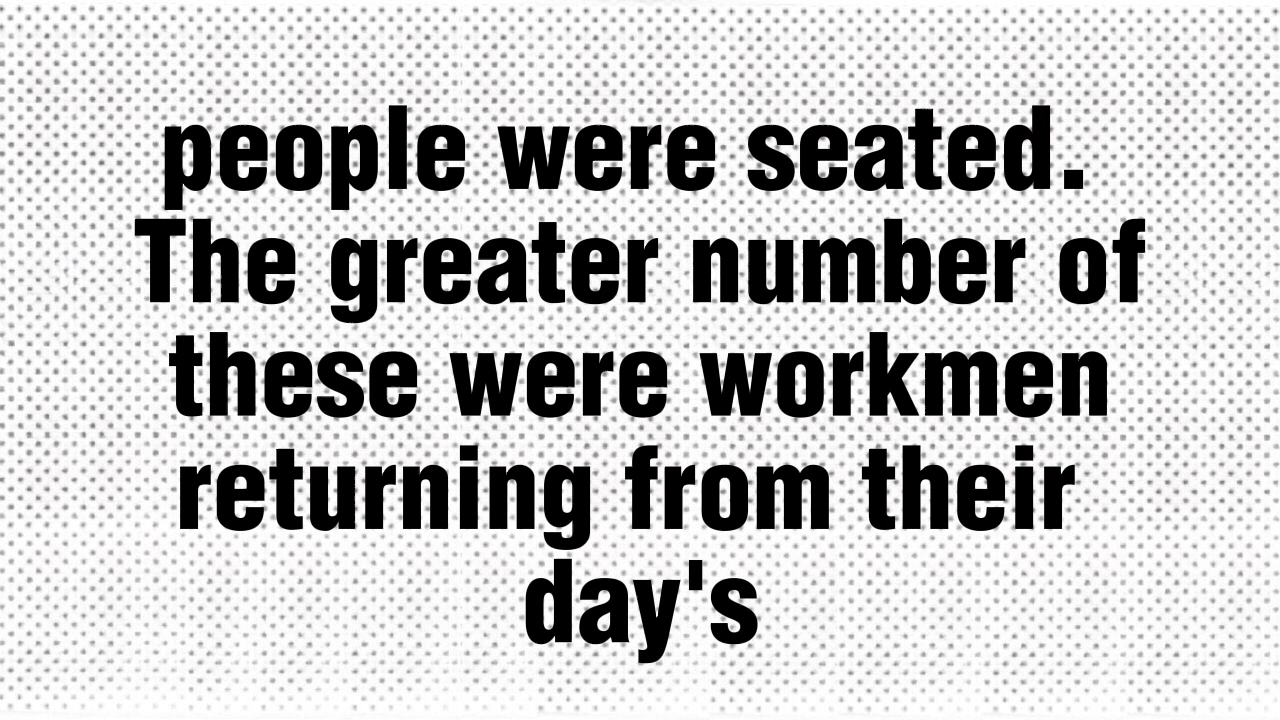 people were seated.
The greater number of
these were workmen
returning from their
day's